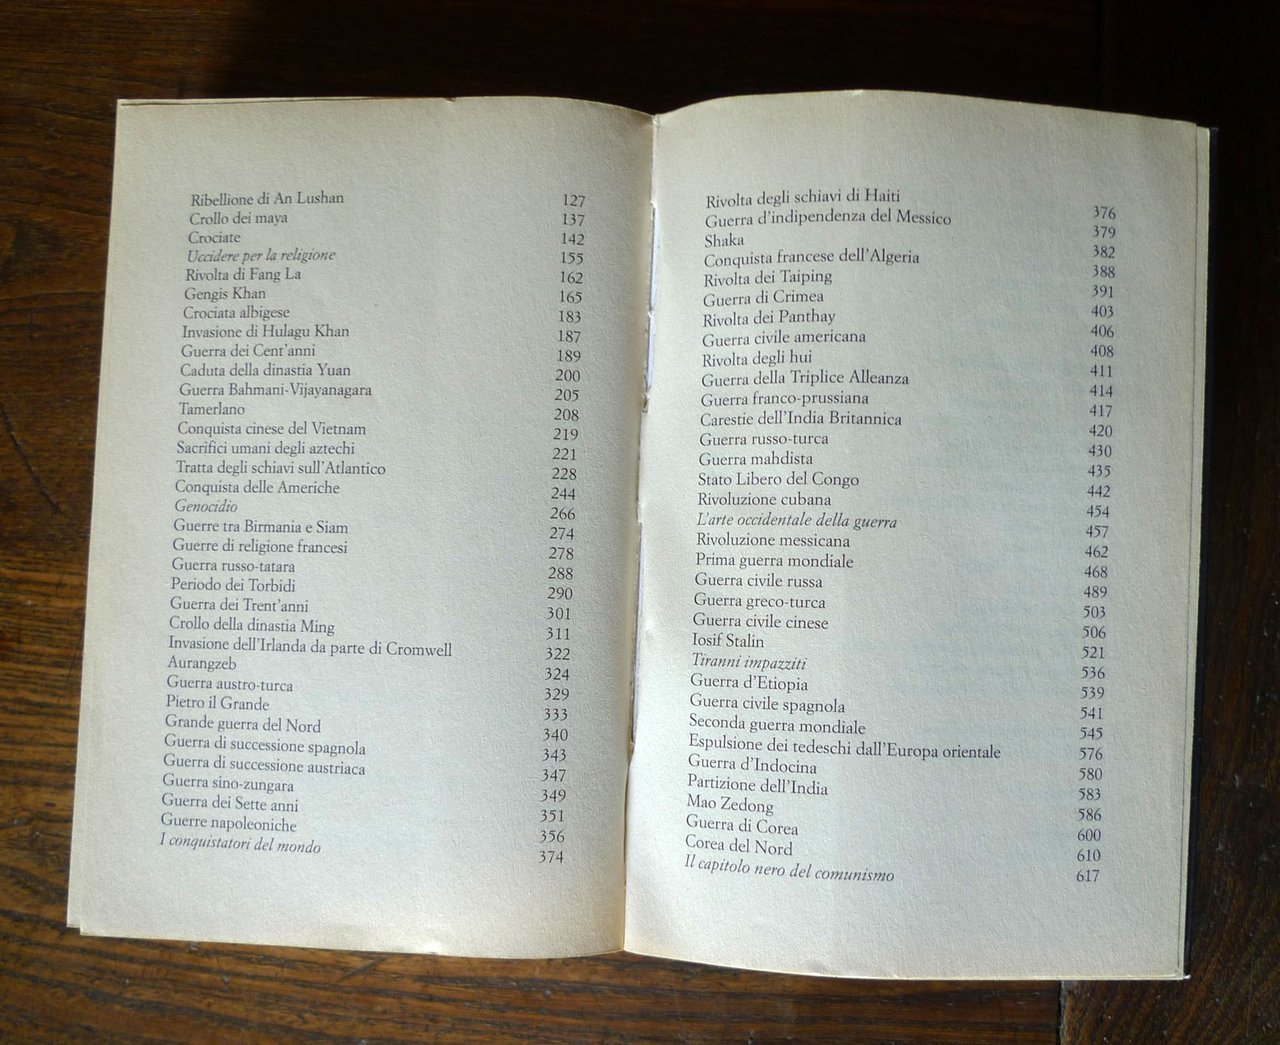 Ribellione di An Lushan 127
Crollo dei maya 137
Crociate 142
Uccidere per la religione 155
Rivolta di Fang La 162
Gengis Khan 165
Crociata albigese 183
Invasione di Hulagu Khan 187
Guerra dei Cent'anni 189
Caduta della dinastia Yuan 200
Guerra Bahmani-Vijayanagara 205
Tamerlano 208
Conquista cinese del Vietnam 219
Sacrifici umani degli aztechi 221
Tratta degli schiavi sull'Atlantico 228
Conquista delle Americhe 244
Genocidio 266
Guerre tra Birmania e Siam 274
Guerre di religione francesi 278
Guerra russo-tatara 288
Periodo dei Torbidi 290
Guerra dei Trent'anni 301
Crollo della dinastia Ming 311
Invasione dell'Irlanda da parte di Cromwell 322
Aurangzeb 324
Guerra austro-turca 329
Pietro il Grande 333
Grande guerra del Nord 340
Guerra di successione spagnola 343
Guerra di successione austriaca 347
Guerra sino-zungara 349
Guerra dei Sette anni 351
Guerre napoleoniche 356
I conquistatori del mondo 374
Rivolta degli schiavi di Haiti 376
Guerra d'indipendenza del Messico 379
Shaka 382
Conquista francese dell'Algeria 388
Rivolta dei Taiping 391
Guerra di Crimea 403
Rivolta dei Panthay 406
Guerra civile americana 408
Rivolta degli hui 411
Guerra della Triplice Alleanza 414
Guerra franco-prussiana 417
Carestie dell'India Britannica 420
Guerra russo-turca 430
Guerra mahdista 435
Stato Libero del Congo 442
Rivoluzione cubana 454
L'arte occidentale della guerra 457
Rivoluzione messicana 462
Prima guerra mondiale 468
Guerra civile russa 489
Guerra greco-turca 503
Guerra civile cinese 506
Iosif Stalin 521
Tiranni impazziti 536
Guerra d'Etiopia 539
Guerra civile spagnola 541
Seconda guerra mondiale 545
Espulsione dei tedeschi dall'Europa orientale 576
Guerra d'Indocina 580
Partizione dell'India 583
Mao Zedong 586
Guerra di Corea 600
Corea del Nord 610
Il capitolo nero del comunismo 617